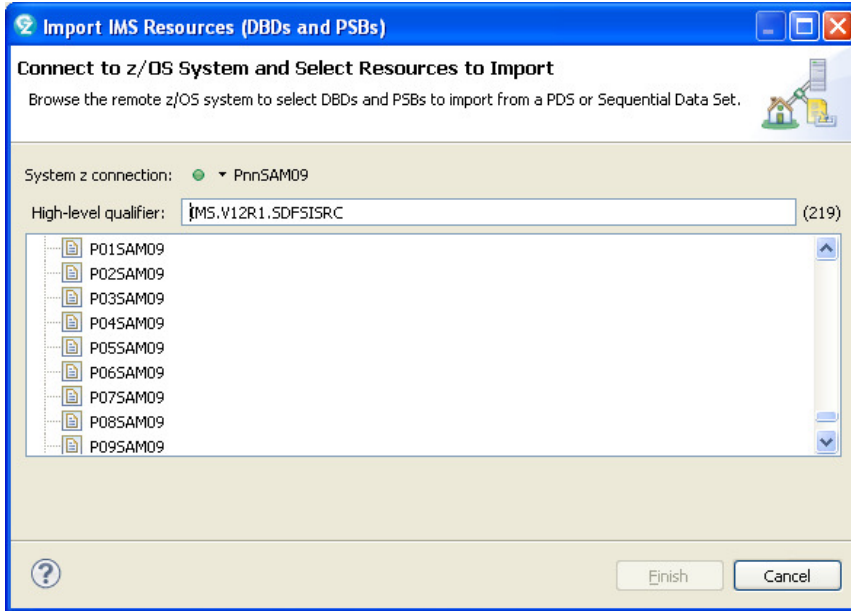 Import IMS Resources (DBDs and PSBs)
Connect to z/OS System and Select Resources to Import
Browse the remote z/OS system to select DBDs and PSBs to import from a PDS or Sequential Data Set.
System z connection: PnnSAM09
High-level qualifier: IMS.V12R1.SDFSISRC (219)
P01SAM09
P02SAM09
P03SAM09
P04SAM09
P05SAM09
P06SAM09
P07SAM09
P08SAM09
P09SAM09
? Finish Cancel